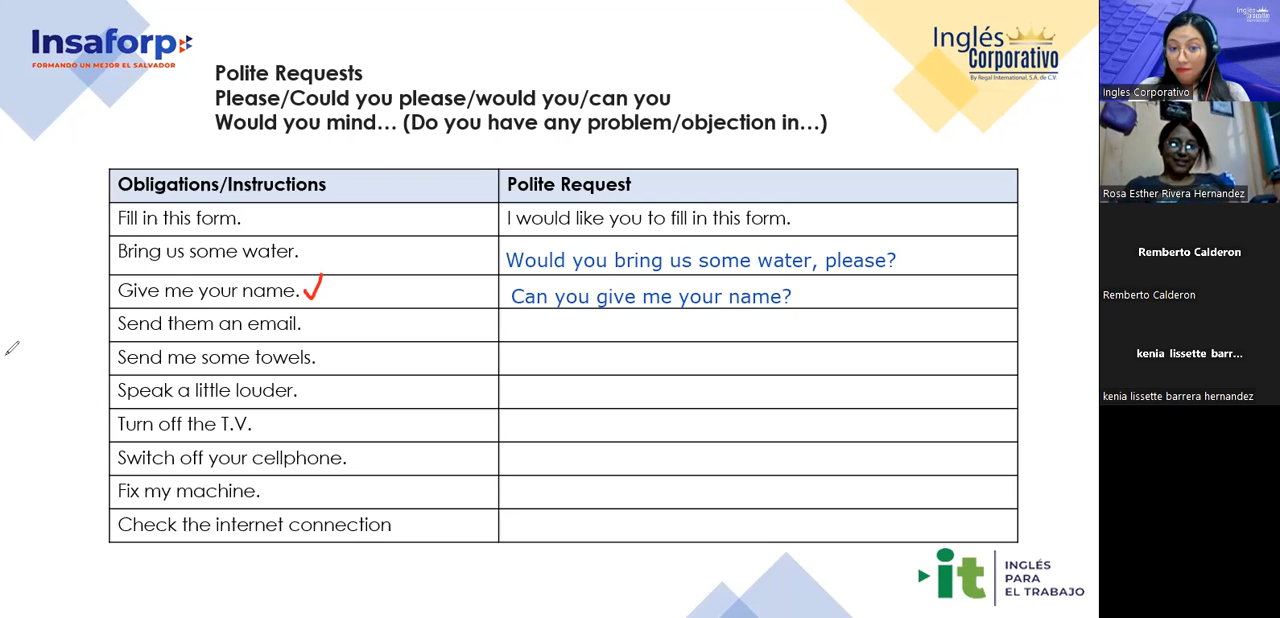 Insaforp
FORMANDO UN MEJOR EL SALVADOR
Inglés
Corporativo
By Regal International, S.A. de C.V.
Polite Requests
Please/Could you please/would you/can you
Would you mind... (Do you have any problem/objection in...)
Obligations/Instructions
Polite Request
Fill in this form.
I would like you to fill in this form.
Bring us some water.
Would you bring us some water, please?
Give me your name.
Can you give me your name?
Send them an email.
Send me some towels.
Speak a little louder.
Turn off the T.V.
Switch off your cellphone.
Fix my machine.
Check the internet connection
it
INGLÉS
PARA
EL TRABAJO
Inglés
Corporativo
Ingles Corporativo
Rosa Esther Rivera Hernandez
Remberto Calderon
Remberto Calderon
kenia lissette barr...
kenia lissette barrera hernandez